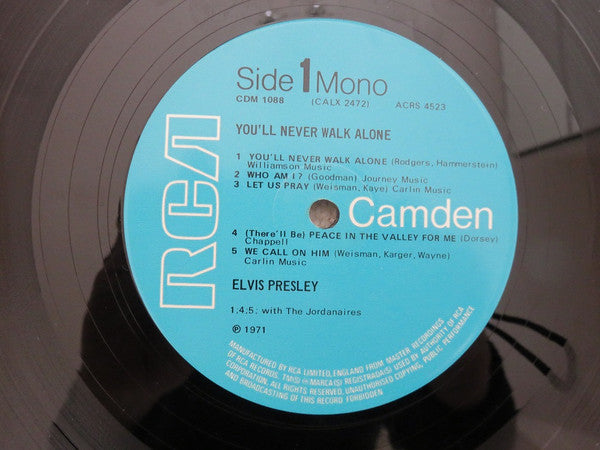 RCA
Side 1 Mono
CDM 1088 (CALX 2472) ACRS 4523
YOU'LL NEVER WALK ALONE
1 YOU'LL NEVER WALK ALONE (Rodgers, Hammerstein)
Williamson Music
2 WHO AM I? (Goodman) Journey Music
3 LET US PRAY (Weisman, Kaye) Carlin Music
Camden
4 (There'll Be) PEACE IN THE VALLEY FOR ME (Dorsey)
Chappell
5 WE CALL ON HIM (Weisman, Karger, Wayne)
Carlin Music
ELVIS PRESLEY
1.4.5: with The Jordanaires
℗ 1971
MANUFACTURED BY RCA LIMITED, ENGLAND FROM MASTER RECORDINGS
OF RCA RECORDS. TM(S) ® MARCA(S) REGISTRADA(S) USED BY AUTHORITY OF RCA
CORPORATION. ALL RIGHTS RESERVED. UNAUTHORISED COPYING, PUBLIC PERFORMANCE
AND BROADCASTING OF THIS RECORD FORBIDDEN